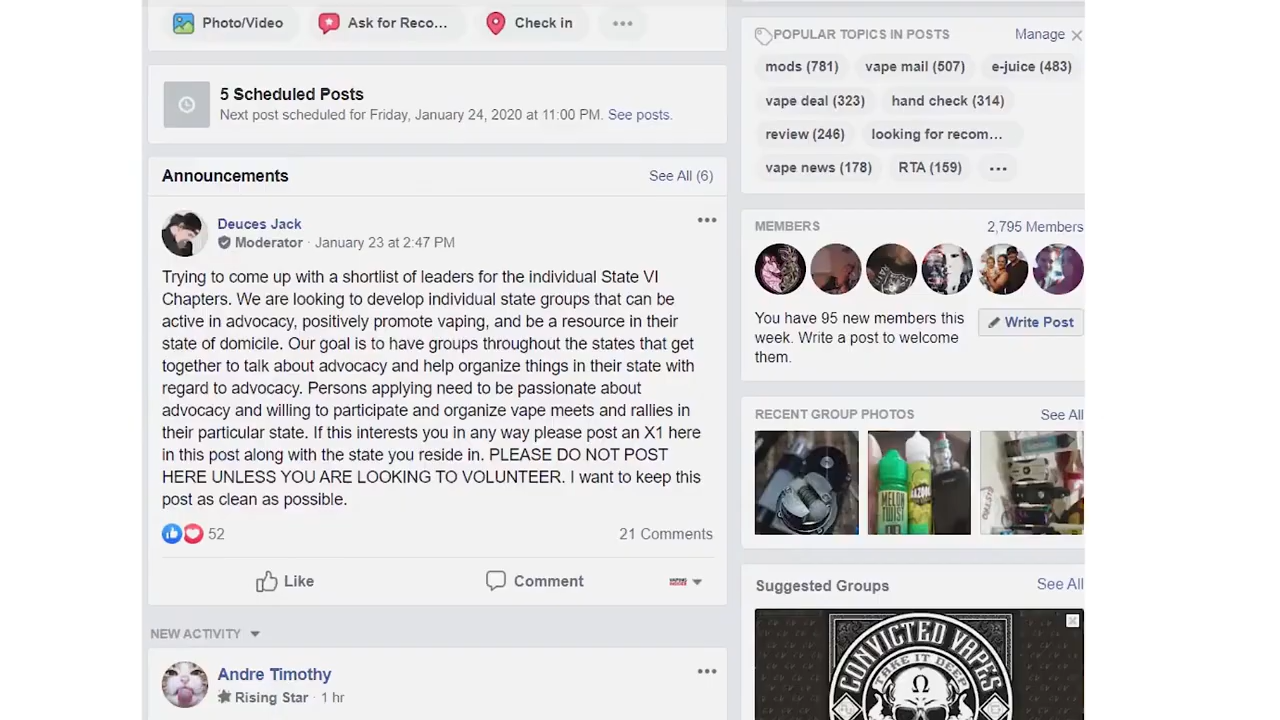 Photo/Video
Ask for Reco...
Check in
5 Scheduled Posts
Next post scheduled for Friday, January 24, 2020 at 11:00 PM. See posts.
Announcements
See All (6)
Deuces Jack
Moderator · January 23 at 2:47 PM
Trying to come up with a shortlist of leaders for the individual State VI
Chapters. We are looking to develop individual state groups that can be
active in advocacy, positively promote vaping, and be a resource in their
state of domicile. Our goal is to have groups throughout the states that get
together to talk about advocacy and help organize things in their state with
regard to advocacy. Persons applying need to be passionate about
advocacy and willing to participate and organize vape meets and rallies in
their particular state. If this interests you in any way please post an X1 here
in this post along with the state you reside in. PLEASE DO NOT POST
HERE UNLESS YOU ARE LOOKING TO VOLUNTEER. I want to keep this
post as clean as possible.
52
21 Comments
Like
Comment
NEW ACTIVITY
Andre Timothy
Rising Star · 1 hr
POPULAR TOPICS IN POSTS
Manage
mods (781)
vape mail (507)
e-juice (483)
vape deal (323)
hand check (314)
review (246)
looking for recom...
vape news (178)
RTA (159)
MEMBERS
2,795 Members
You have 95 new members this
week. Write a post to welcome
them.
Write Post
RECENT GROUP PHOTOS
See All
MELON
TWIST
Suggested Groups
See All
CONVICTED VAPES
TAKE IT DEEP
Ω